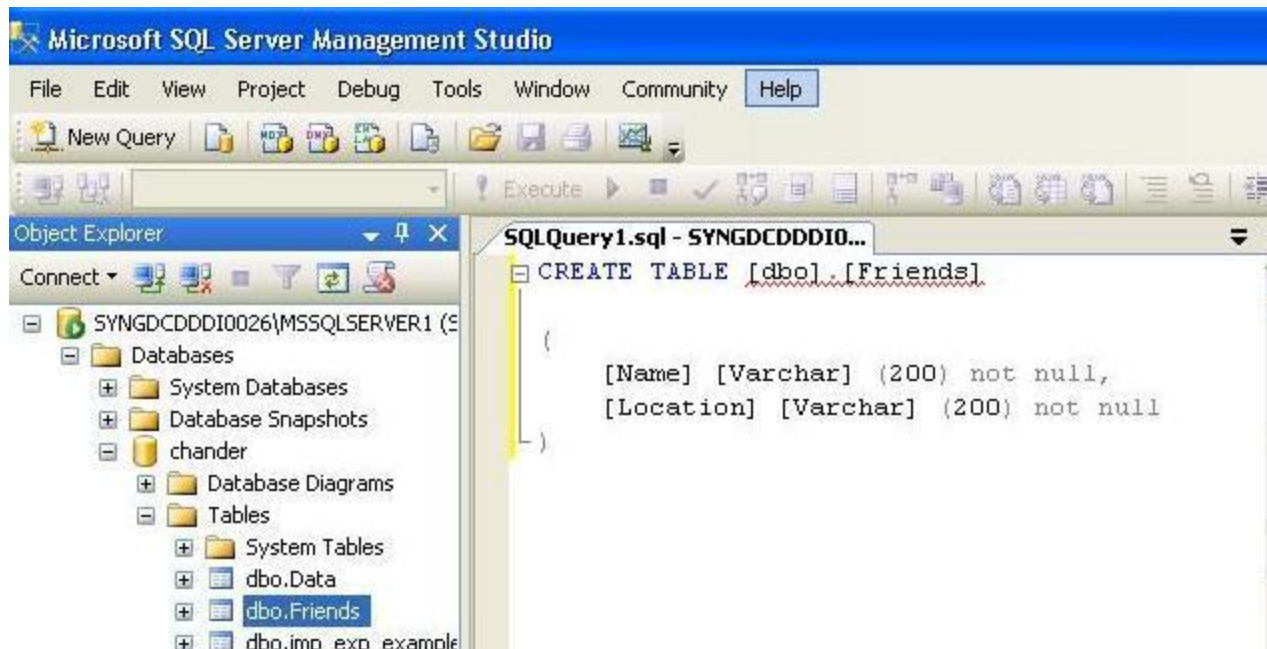 Microsoft SQL Server Management Studio
File Edit View Project Debug Tools Window Community Help
New Query
Execute
Object Explorer
SQLQuery1.sql - SYNGDCDDDI0...
Connect
CREATE TABLE [dbo].[Friends]
(
[Name] [Varchar] (200) not null,
[Location] [Varchar] (200) not null
)
SYNGDCDDDI0026\MSSQLSERVER1 (S
Databases
System Databases
Database Snapshots
chander
Database Diagrams
Tables
System Tables
dbo.Data
dbo.Friends
dbo.imp_exp_example